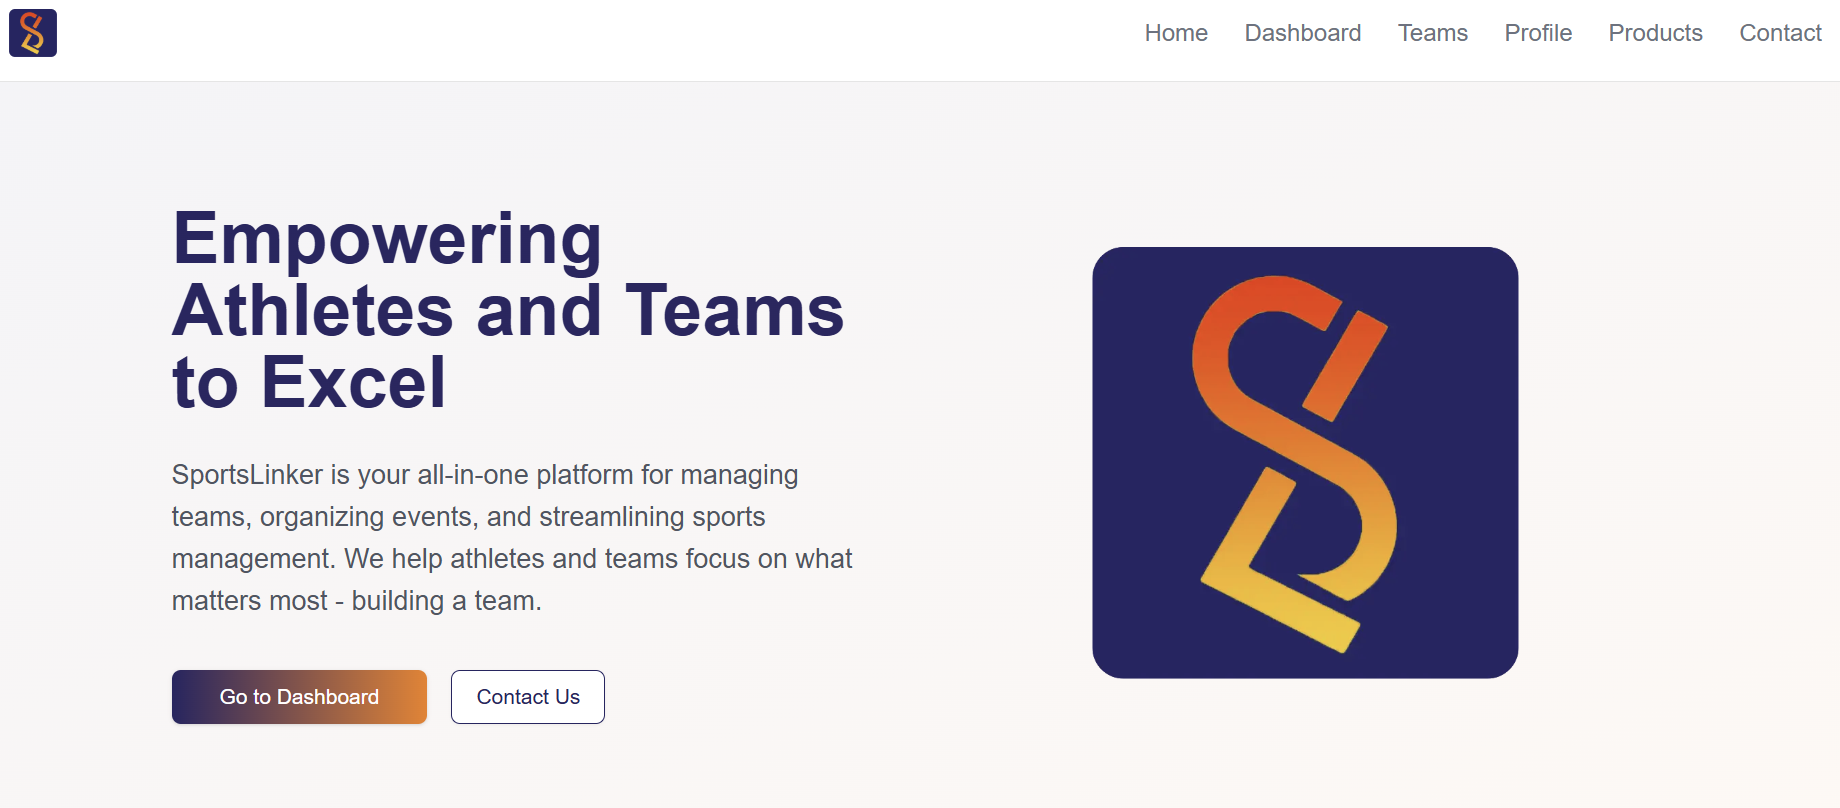 Home Dashboard Teams Profile Products Contact
Empowering
Athletes and Teams
to Excel
SportsLinker is your all-in-one platform for managing
teams, organizing events, and streamlining sports
management. We help athletes and teams focus on what
matters most - building a team.
Go to Dashboard Contact Us